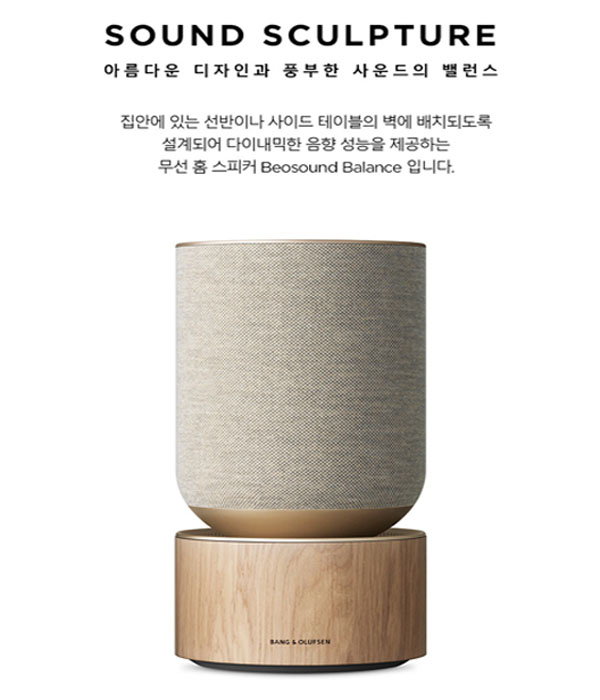 SOUND SCULPTURE
아름다운 디자인과 풍부한 사운드의 밸런스
집안에 있는 선반이나 사이드 테이블의 벽에 배치되도록
설계되어 다이내믹한 음향 성능을 제공하는
무선 홈 스피커 Beosound Balance 입니다.
BANG & OLUFSEN